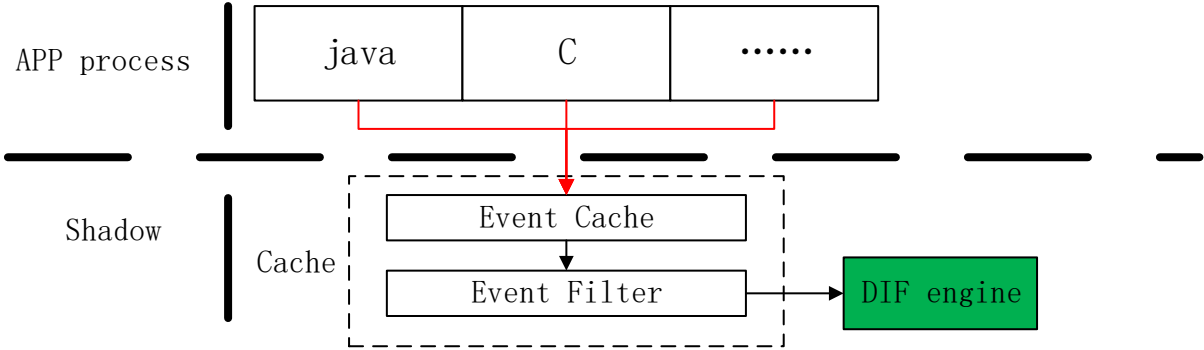 APP process
java
C
······
Shadow
Cache
Event Cache
Event Filter
DIF engine